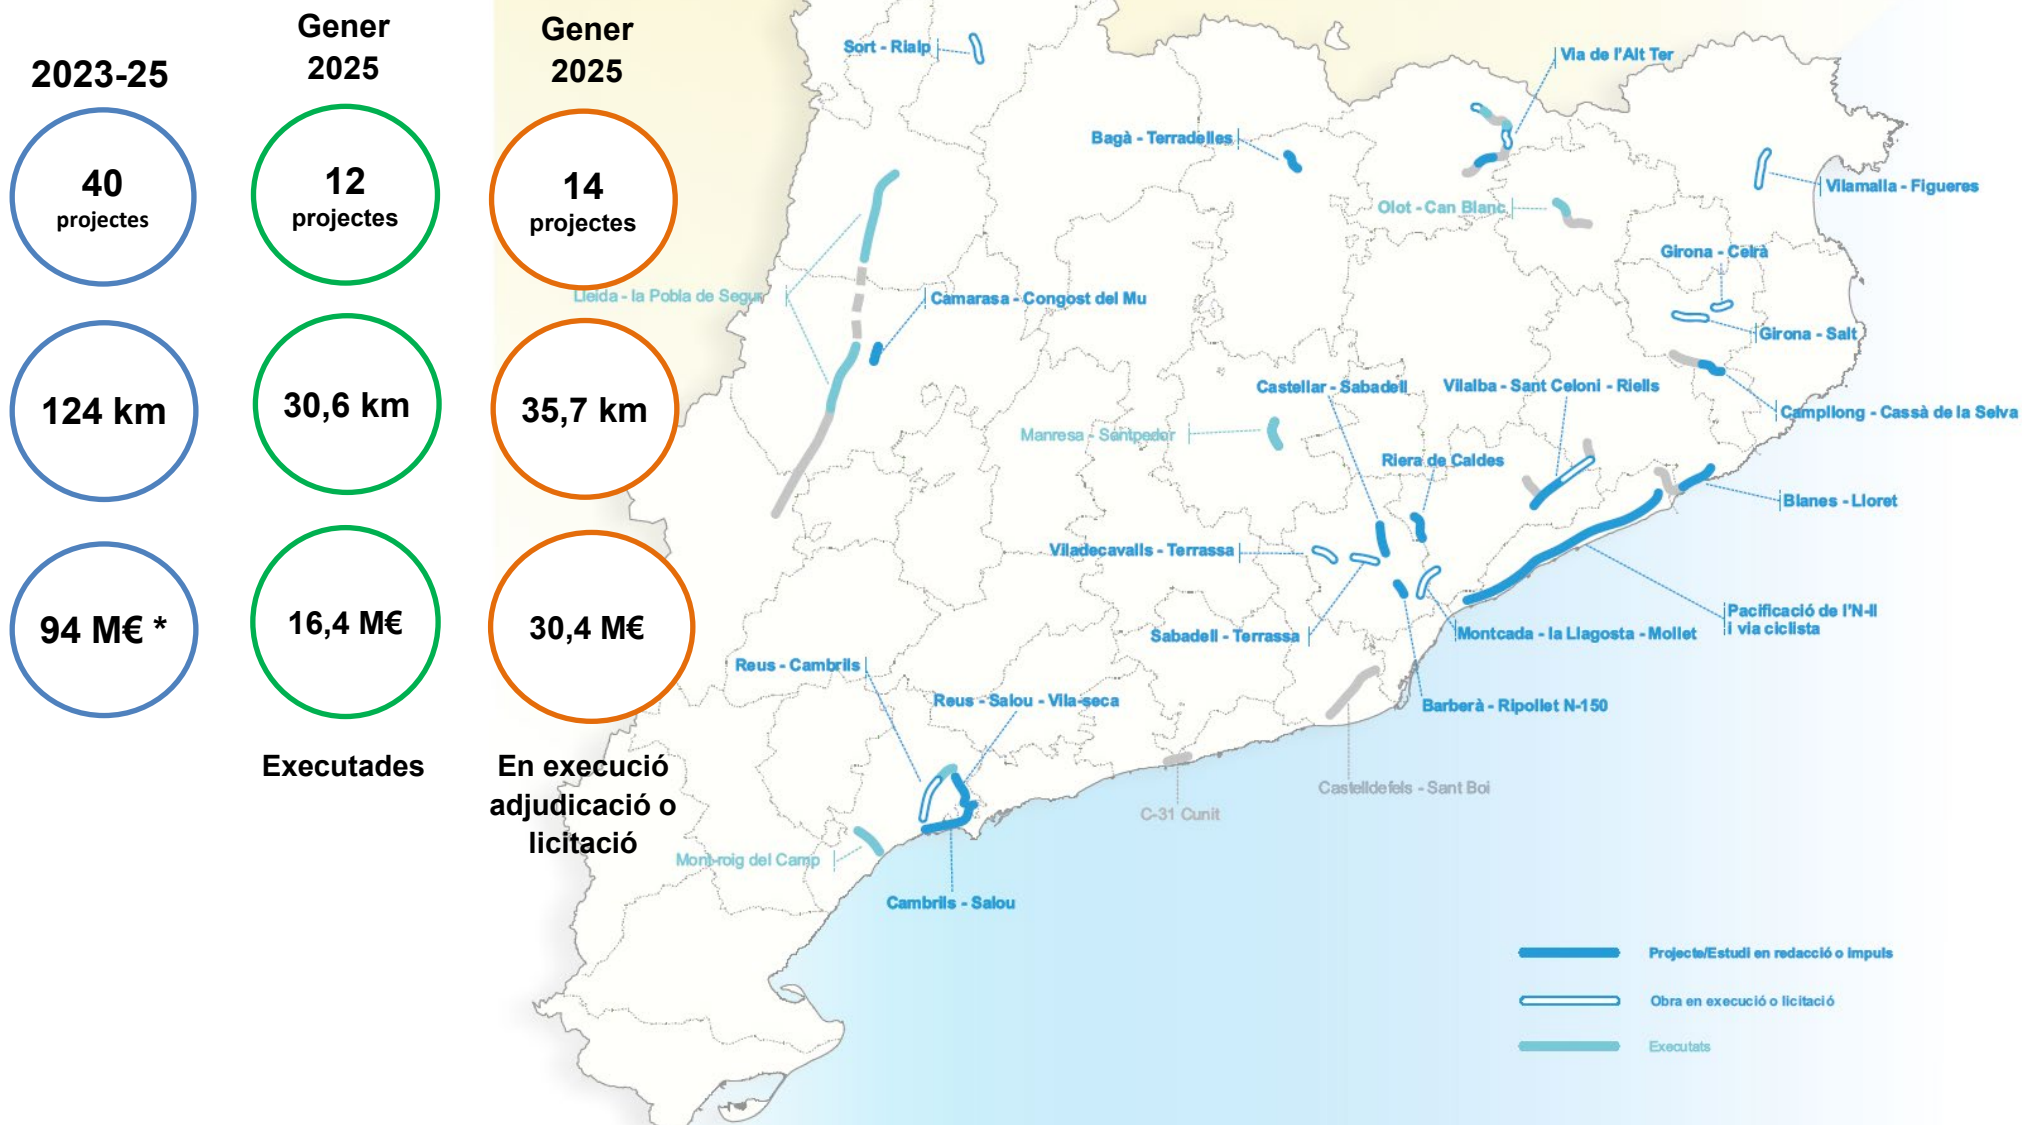 2023-25
40
projectes
124 km
94 M€ *
Gener
2025
12
projectes
30,6 km
16,4 M€
Executades
Gener
2025
14
projectes
35,7 km
30,4 M€
En execució
adjudicació o
licitació
Sort - Rialp
Via de l'Alt Ter
Bagà - Terradelles
Vilamalla - Figueres
Olot - Can Blanc
Girona - Celrà
Lleida - la Pobla de Segur
Camarasa - Congost del Mu
Girona - Salt
Castellar - Sabadell
Vilalba - Sant Celoni - Riells
Campllong - Cassà de la Selva
Manresa - Santpedor
Riera de Caldes
Blanes - Lloret
Viladecavalls - Terrassa
Pacificació de l'N-II
i via ciclista
Sabadell - Terrassa
Montcada - la Llagosta - Mollet
Reus - Cambrils
Reus - Salou - Vila-seca
Barberà - Ripollet N-150
Castelldefels - Sant Boi
C-31 Cunit
Mont-roig del Camp
Cambrils - Salou
Projecte/Estudi en redacció o impuls
Obra en execució o licitació
Executats